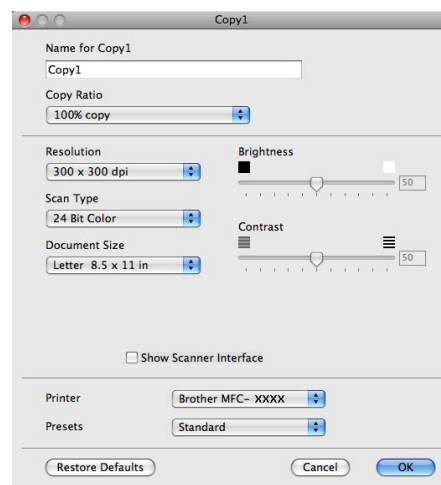 Copy1
Name for Copy1
Copy1
Copy Ratio
100% copy
Resolution
300 x 300 dpi
Scan Type
24 Bit Color
Document Size
Letter 8.5 x 11 in
Brightness
50
Contrast
50
Show Scanner Interface
Printer
Brother MFC- XXXX
Presets
Standard
Restore Defaults
Cancel
OK